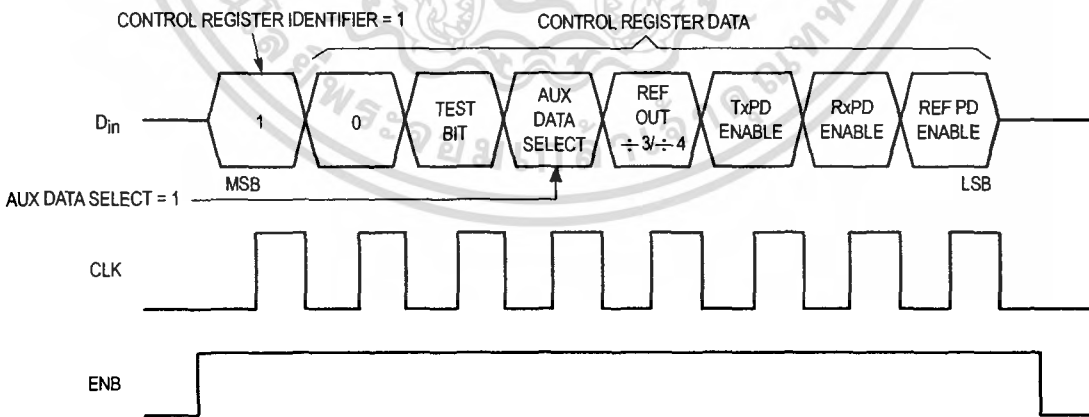 CONTROL REGISTER IDENTIFIER = 1
CONTROL REGISTER DATA
Din
1
0
TEST
BIT
AUX
DATA
SELECT
REF
OUT
÷ 3/÷ 4
TxPD
ENABLE
RxPD
ENABLE
REF PD
ENABLE
MSB
LSB
AUX DATA SELECT = 1
CLK
ENB